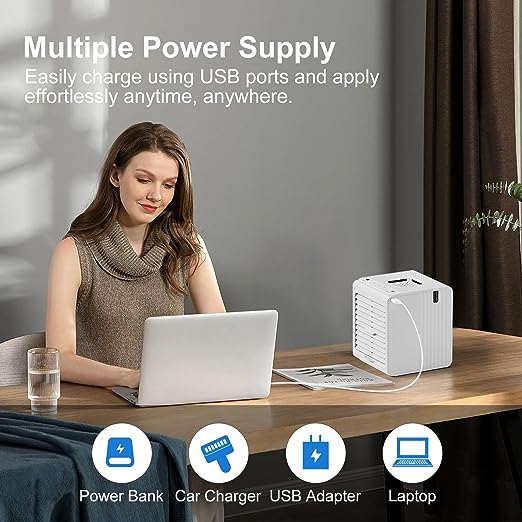 Multiple Power Supply
Easily charge using USB ports and apply
effortlessly anytime, anywhere.
Power Bank Car Charger USB Adapter Laptop